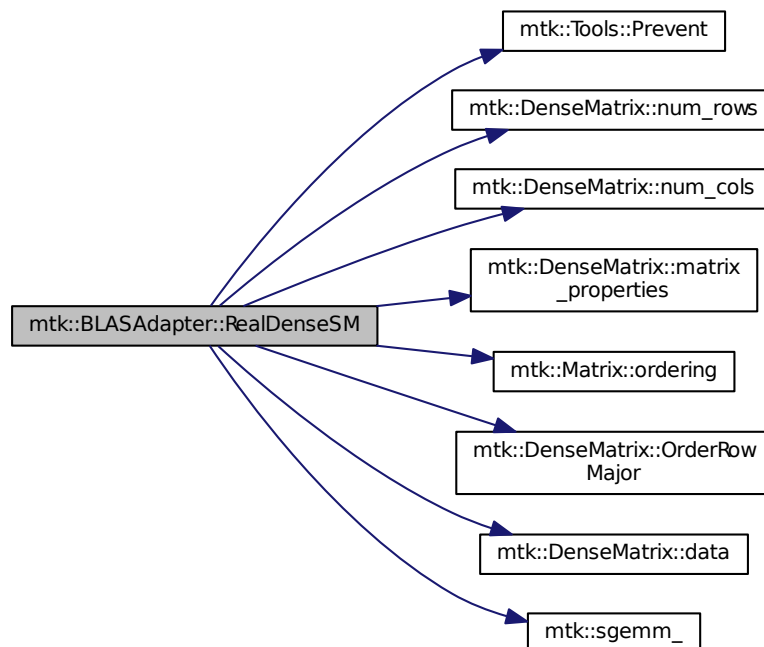 mtk::Tools::Prevent
mtk::DenseMatrix::num_rows
mtk::DenseMatrix::num_cols
mtk::DenseMatrix::matrix
_properties
mtk::BLASAdapter::RealDenseSM
mtk::Matrix::ordering
mtk::DenseMatrix::OrderRow
Major
mtk::DenseMatrix::data
mtk::sgemm_